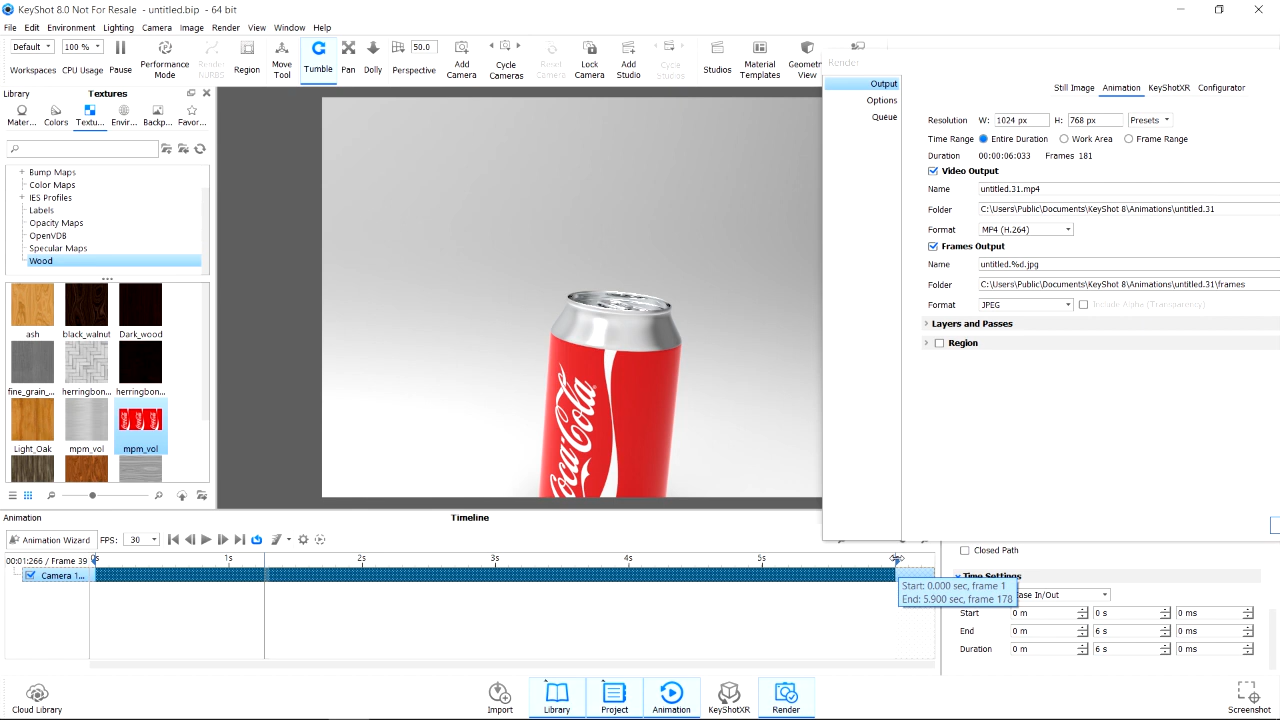 KeyShot 8.0 Not For Resale - untitled.bip - 64 bit
File Edit Environment Lighting Camera Image Render View Window Help
Default 100 % 50.0
Workspaces CPU Usage Pause Performance Mode Render NURBS Region Move Tool Tumble Pan Dolly Perspective Add Camera Cycle Cameras Reset Camera Lock Camera Add Studio Cycle Studios Studios Material Templates Geometry View
Render
Library Textures
Mater... Colors Textu... Envir... Backp... Favor...
Bump Maps
Color Maps
IES Profiles
Labels
Opacity Maps
OpenVDB
Specular Maps
Wood
ash black_walnut Dark_wood
fine_grain_... herringbon... herringbon...
Light_Oak mpm_vol mpm_vol
Coca-Cola
Output
Options
Queue
Still Image Animation KeyShotXR Configurator
Resolution W: 1024 px H: 768 px Presets
Time Range Entire Duration Work Area Frame Range
Duration 00:00:06:033 Frames 181
Video Output
Name untitled.31.mp4
Folder C:\Users\Public\Documents\KeyShot 8\Animations\untitled.31
Format MP4 (H.264)
Frames Output
Name untitled.%d.jpg
Folder C:\Users\Public\Documents\KeyShot 8\Animations\untitled.31\frames
Format JPEG Include Alpha (Transparency)
Layers and Passes
Region
Animation Timeline
Animation Wizard FPS: 30
00:01:266 / Frame 39 0s 1s 2s 3s 4s 5s
Camera 1...
Start: 0.000 sec, frame 1
End: 5.900 sec, frame 178
Closed Path
Time Settings
ase In/Out
Start 0 m 0 s 0 ms
End 0 m 6 s 0 ms
Duration 0 m 6 s 0 ms
Cloud Library Import Library Project Animation KeyShotXR Render Screenshot